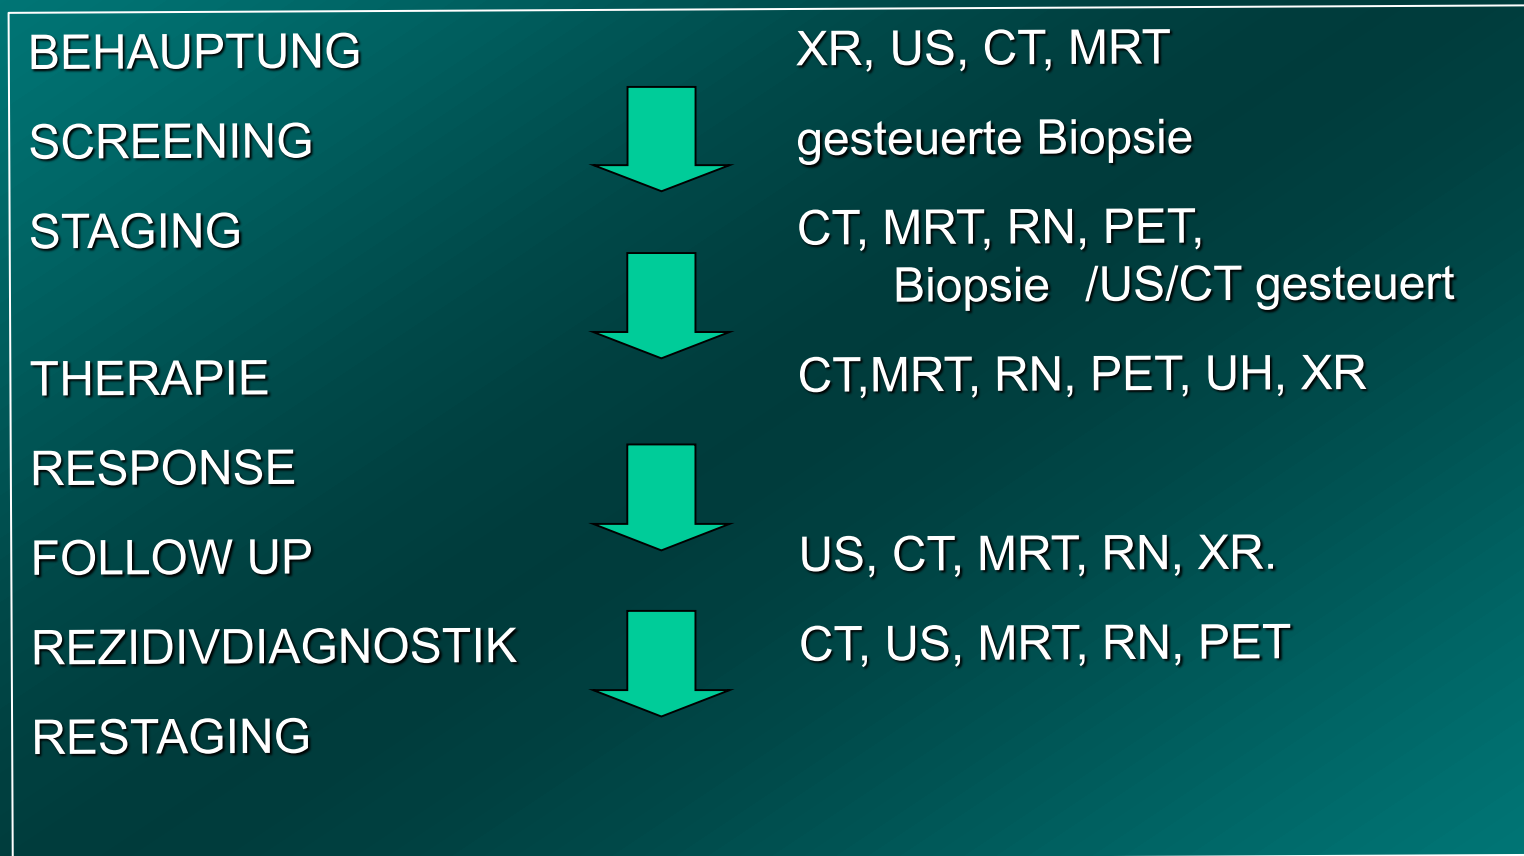 BEHAUPTUNG XR, US, CT, MRT
SCREENING gesteuerte Biopsie
STAGING CT, MRT, RN, PET,
Biopsie /US/CT gesteuert
THERAPIE CT,MRT, RN, PET, UH, XR
RESPONSE
FOLLOW UP US, CT, MRT, RN, XR.
REZIDIVDIAGNOSTIK CT, US, MRT, RN, PET
RESTAGING